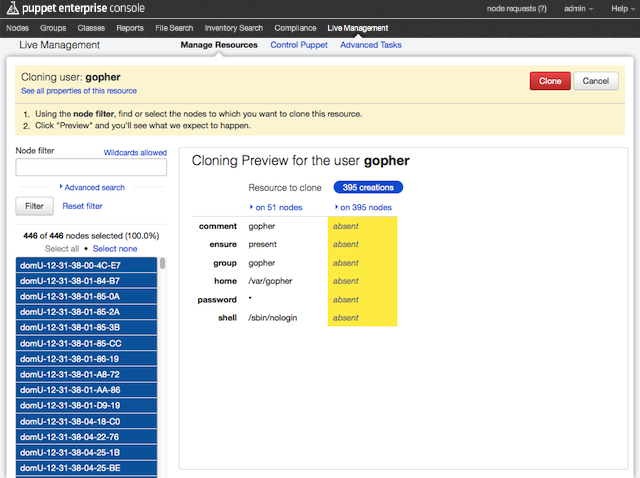 puppet enterprise console
node requests (7) admin Help
Nodes Groups Classes Reports File Search Inventory Search Compliance Live Management
Live Management Manage Resources Control Puppet Advanced Tasks
Cloning user: gopher
See all properties of this resource
Clone Cancel
1. Using the node filter, find or select the nodes to which you want to clone this resource.
2. Click "Preview" and you'll see what we expect to happen.
Node filter Wildcards allowed
Advanced search
Filter Reset filter
446 of 446 nodes selected (100.0%)
Select all • Select none
domU-12-31-38-00-4C-E7
domU-12-31-38-01-84-B7
domU-12-31-38-01-85-0A
domU-12-31-38-01-85-2A
domU-12-31-38-01-85-3B
domU-12-31-38-01-85-CC
domU-12-31-38-01-86-19
domU-12-31-38-01-A8-72
domU-12-31-38-01-AA-86
domU-12-31-38-01-D9-19
domU-12-31-38-04-18-C0
domU-12-31-38-04-22-76
domU-12-31-38-04-25-1B
domU-12-31-38-04-25-BE
Cloning Preview for the user gopher
Resource to clone 395 creations
on 51 nodes on 395 nodes
comment gopher absent
ensure present absent
group gopher absent
home /var/gopher absent
password * absent
shell /sbin/nologin absent